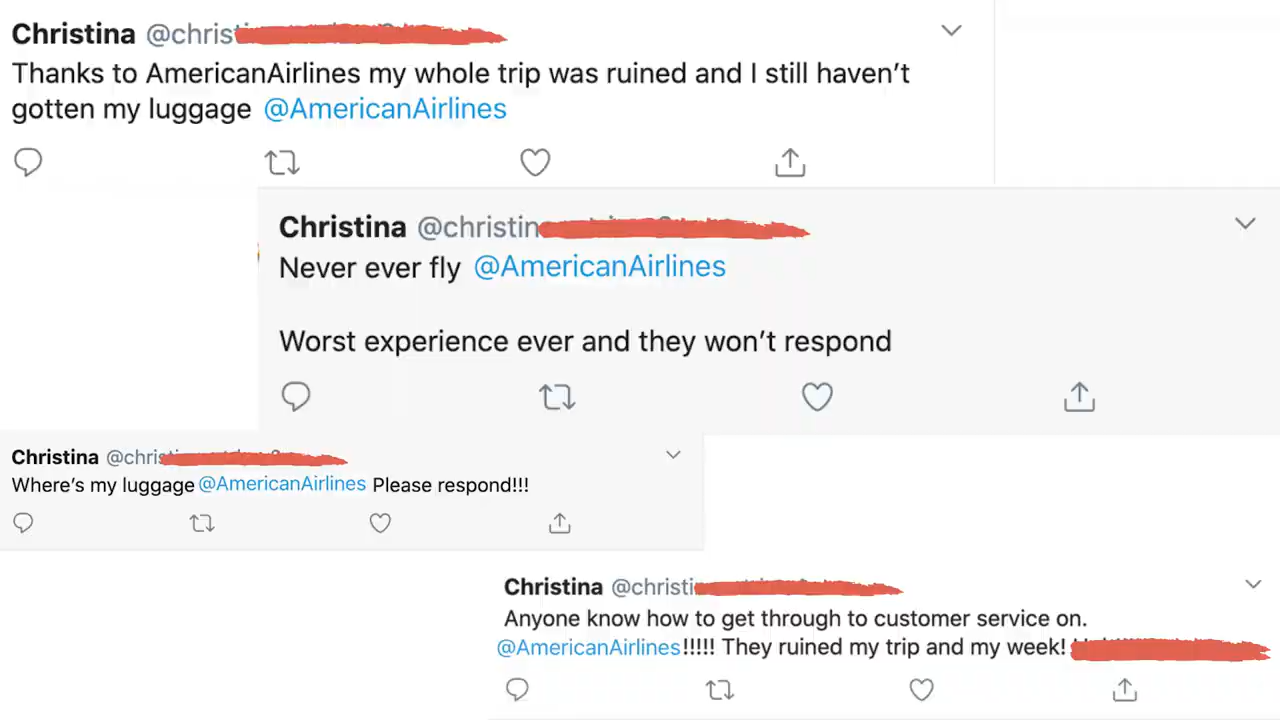 Christina @chris
Thanks to AmericanAirlines my whole trip was ruined and I still haven't
gotten my luggage @AmericanAirlines
Christina @christin
Never ever fly @AmericanAirlines
Worst experience ever and they won't respond
Christina @chris
Where's my luggage @AmericanAirlines Please respond!!!
Christina @christi
Anyone know how to get through to customer service on.
@AmericanAirlines!!!!! They ruined my trip and my week!